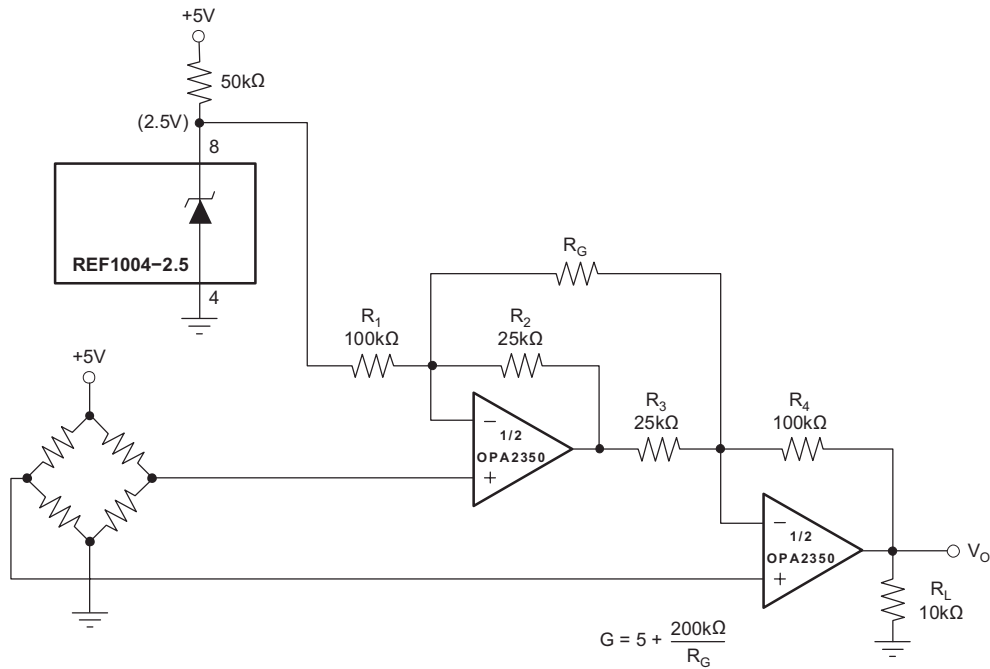 +5V
50kΩ
(2.5V)
8
REF1004−2.5
4
RG
R1
100kΩ
R2
25kΩ
+5V
R3
25kΩ
R4
100kΩ
−
1/2
OPA2350
+
−
1/2
OPA2350
+
VO
RL
10kΩ
G = 5 + 200kΩ
RG